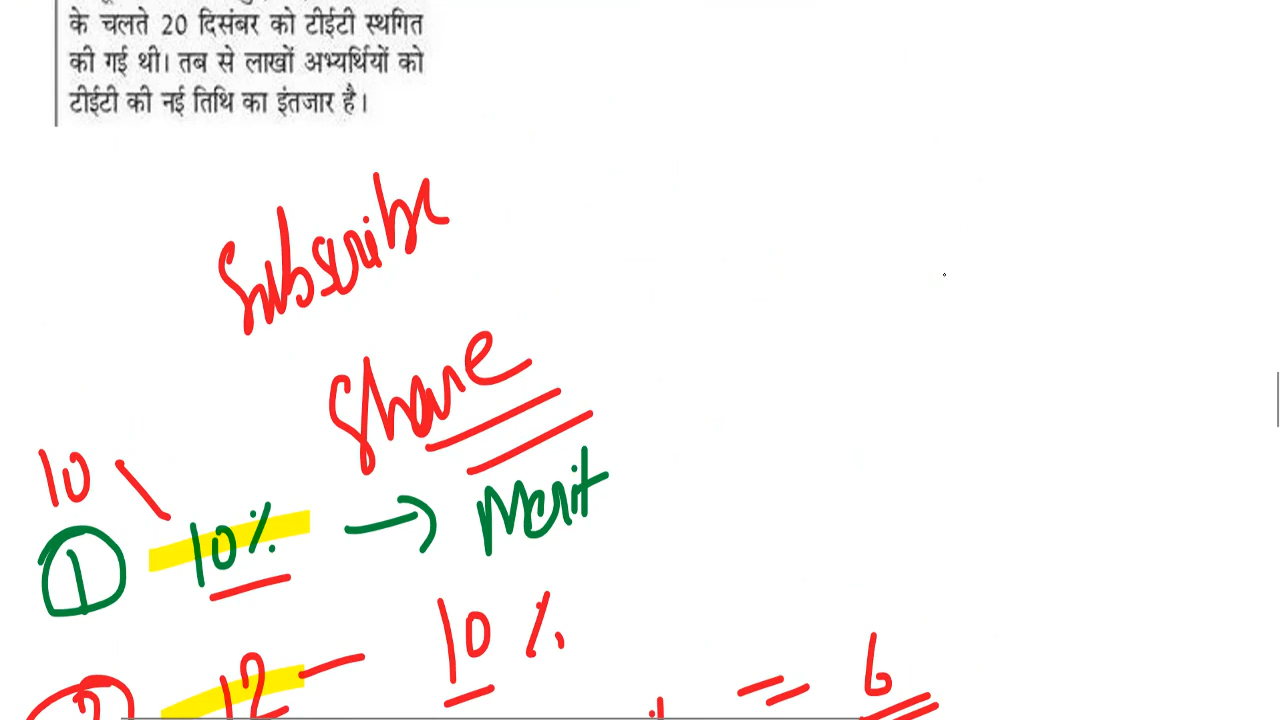 के चलते 20 दिसंबर को टीईटी स्थगित
की गई थी। तब से लाखों अभ्यर्थियों को
टीईटी की नई तिथि का इंतजार है।
Subscribe
Share
10
① 10% → Merit
10 %
② 12 —
= 6